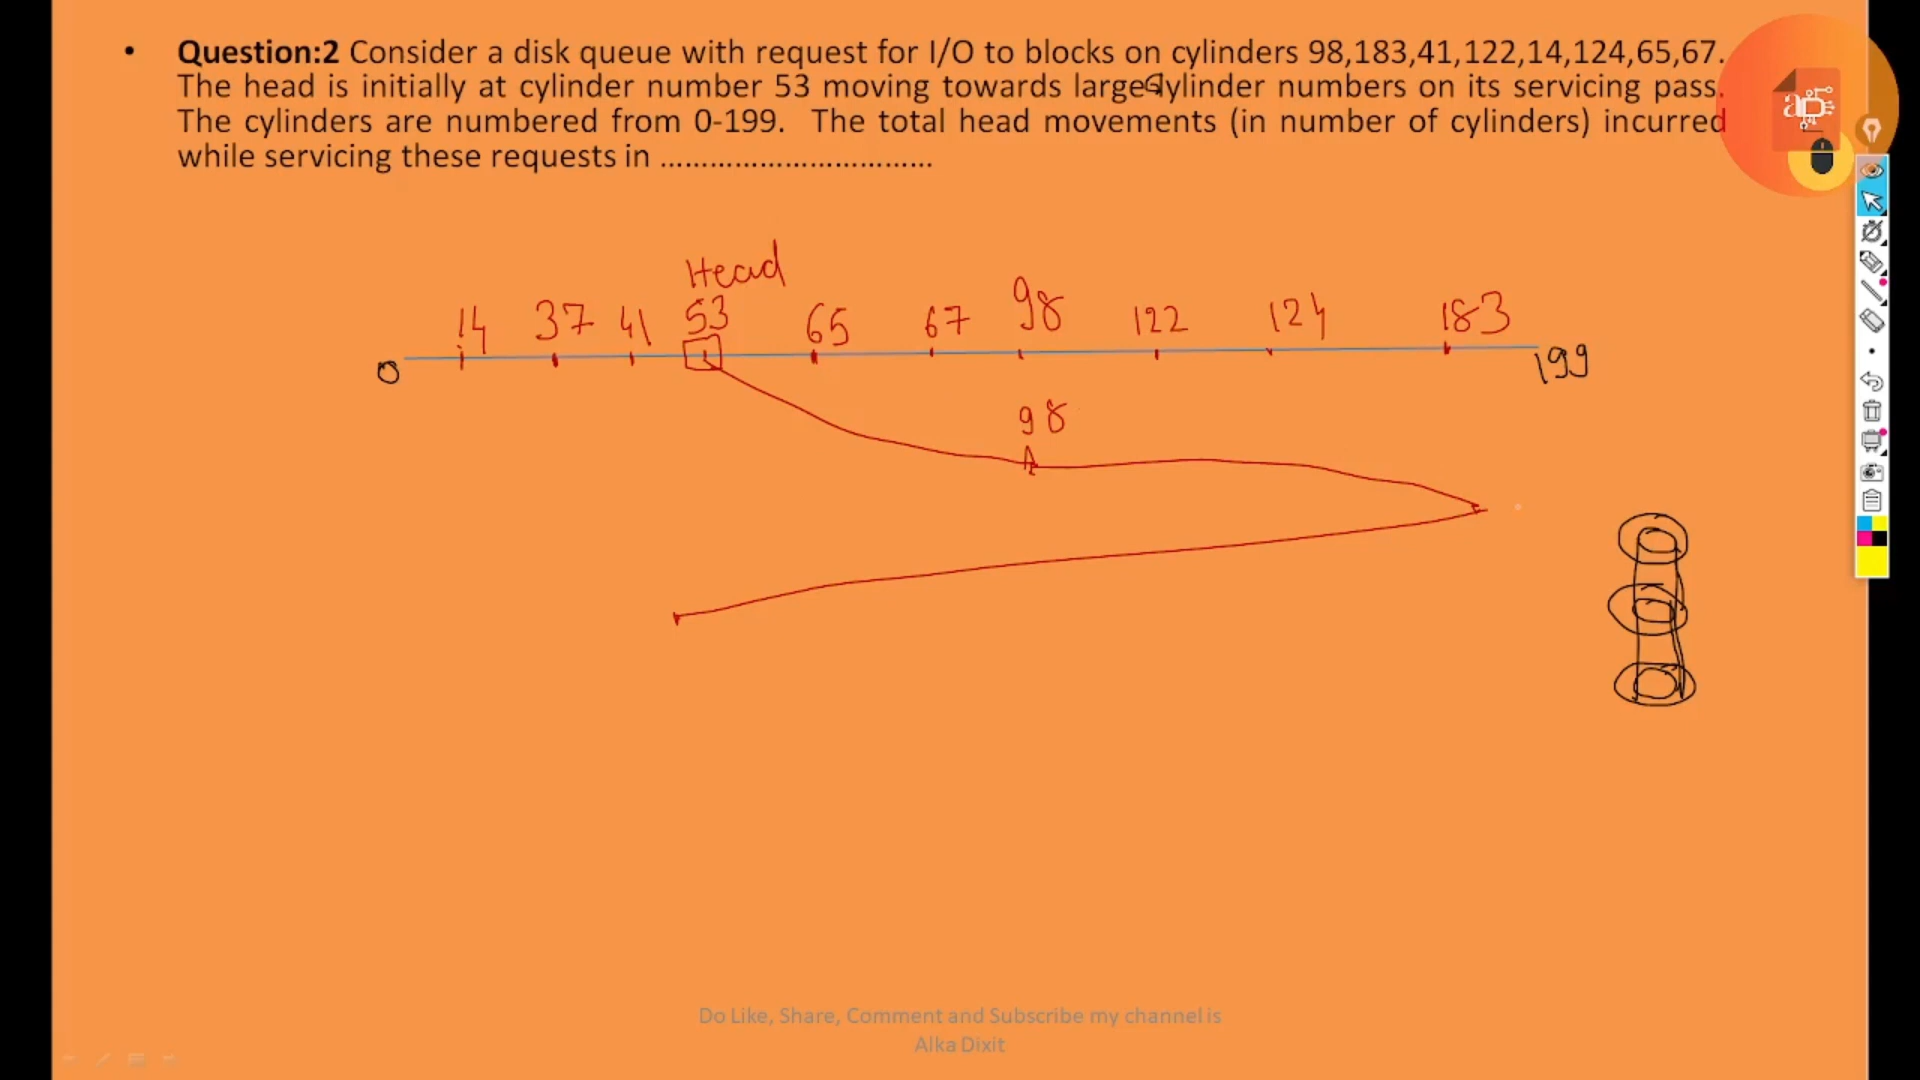 • Question:2 Consider a disk queue with request for I/O to blocks on cylinders 98,183,41,122,14,124,65,67.
The head is initially at cylinder number 53 moving towards large ylinder numbers on its servicing pass.
The cylinders are numbered from 0-199. The total head movements (in number of cylinders) incurred
while servicing these requests in .................................
Head
14 37 41 53 65 67 98 122 124 183
0 199
98
Do Like, Share, Comment and Subscribe my channel is
Alka Dixit